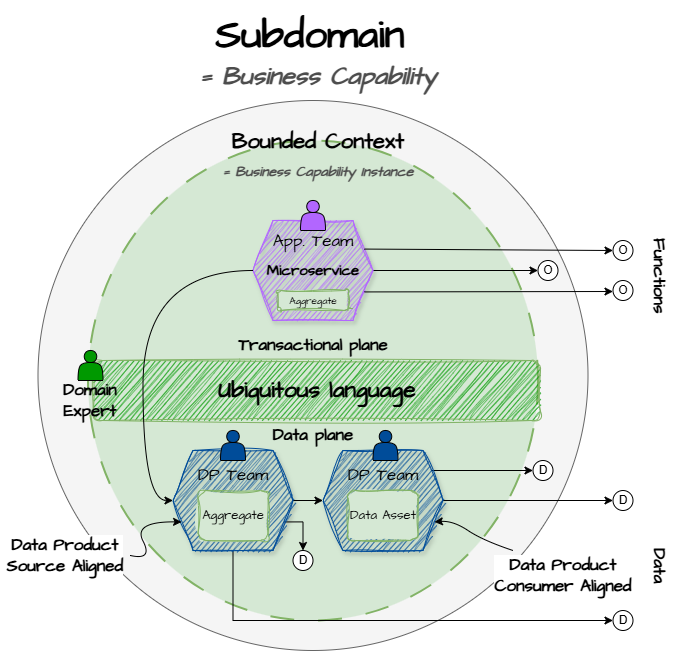 Subdomain
= Business Capability
Bounded Context
= Business Capability Instance
App. Team
Microservice
Aggregate
O
O
O
Functions
Transactional plane
Domain
Expert
Ubiquitous language
Data plane
DP Team
Aggregate
DP Team
Data Asset
D
D
D
D
Data Product
Source Aligned
Data Product
Consumer Aligned
Data